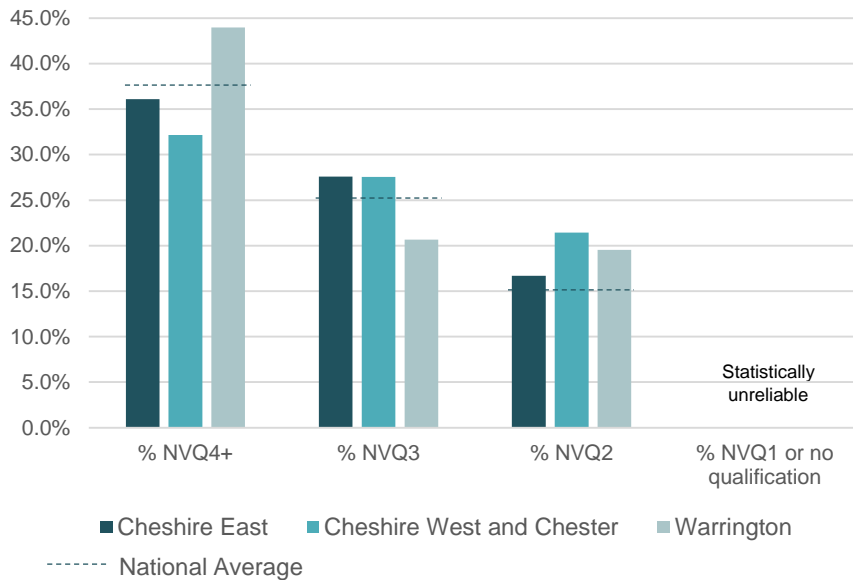 45.0%
40.0%
35.0%
30.0%
25.0%
20.0%
15.0%
10.0%
5.0%
0.0%
Statistically
unreliable
% NVQ4+
% NVQ3
% NVQ2
% NVQ1 or no
qualification
Cheshire East
Cheshire West and Chester
Warrington
National Average